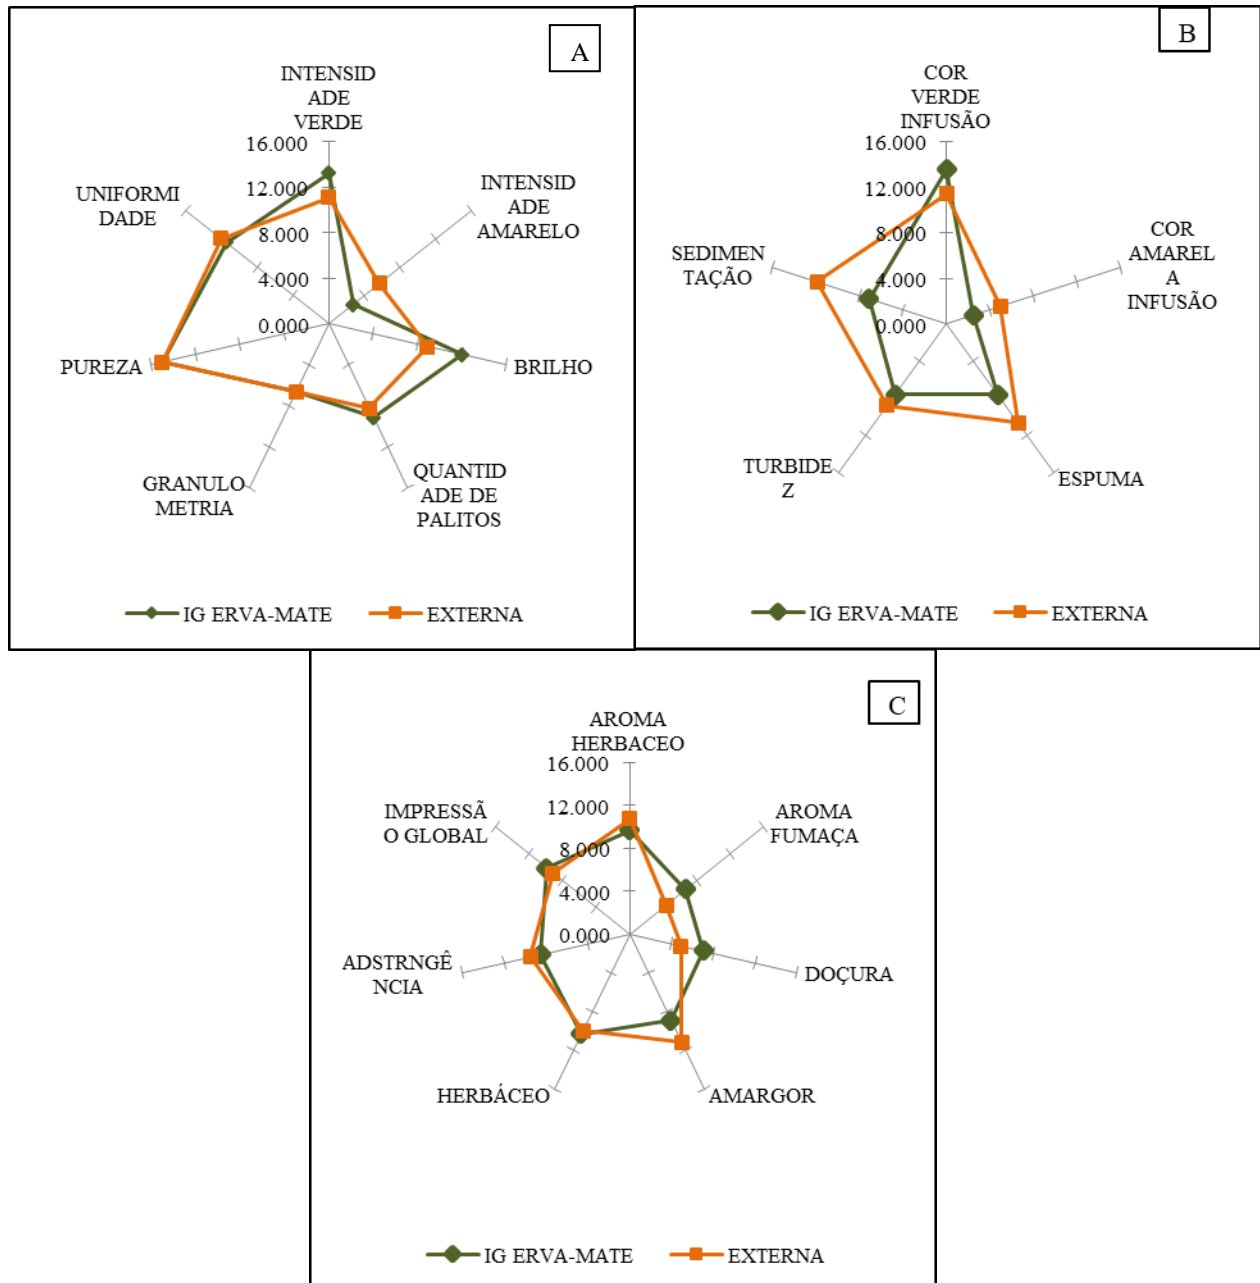 A
INTENSID
ADE
VERDE
16.000
12.000
8.000
4.000
0.000
INTENSID
ADE
AMARELO
BRILHO
QUANTID
ADE DE
PALITOS
GRANULO
METRIA
PUREZA
UNIFORMI
DADE
IG ERVA-MATE
EXTERNA
B
COR
VERDE
INFUSÃO
16.000
12.000
8.000
4.000
0.000
COR
AMAREL
A
INFUSÃO
ESPUMA
TURBIDE
Z
SEDIMEN
TAÇÃO
IG ERVA-MATE
EXTERNA
C
AROMA
HERBACEO
16.000
12.000
8.000
4.000
0.000
AROMA
FUMAÇA
DOÇURA
AMARGOR
HERBÁCEO
ADSTRNGÊ
NCIA
IMPRESSÃ
O GLOBAL
IG ERVA-MATE
EXTERNA